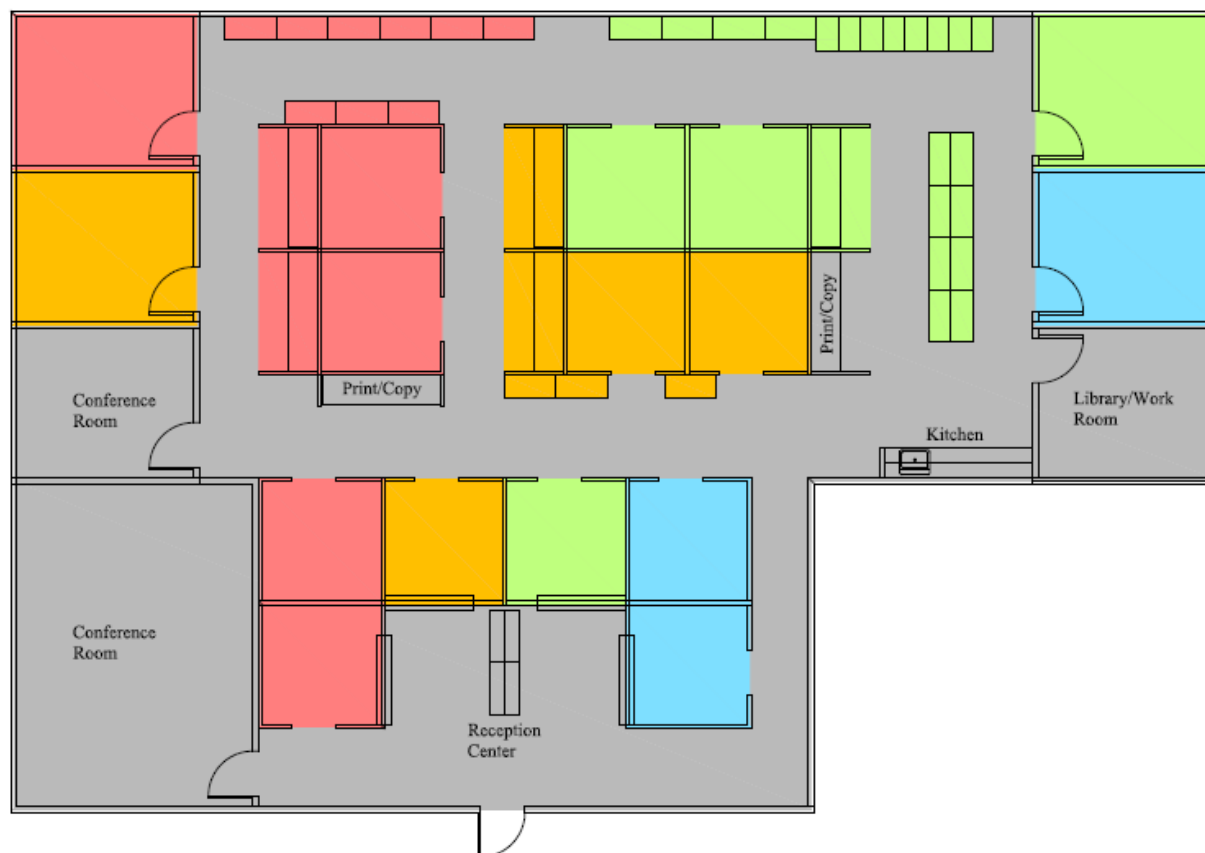 Print/Copy
Print/Copy
Conference
Room
Library/Work
Room
Kitchen
Conference
Room
Reception
Center